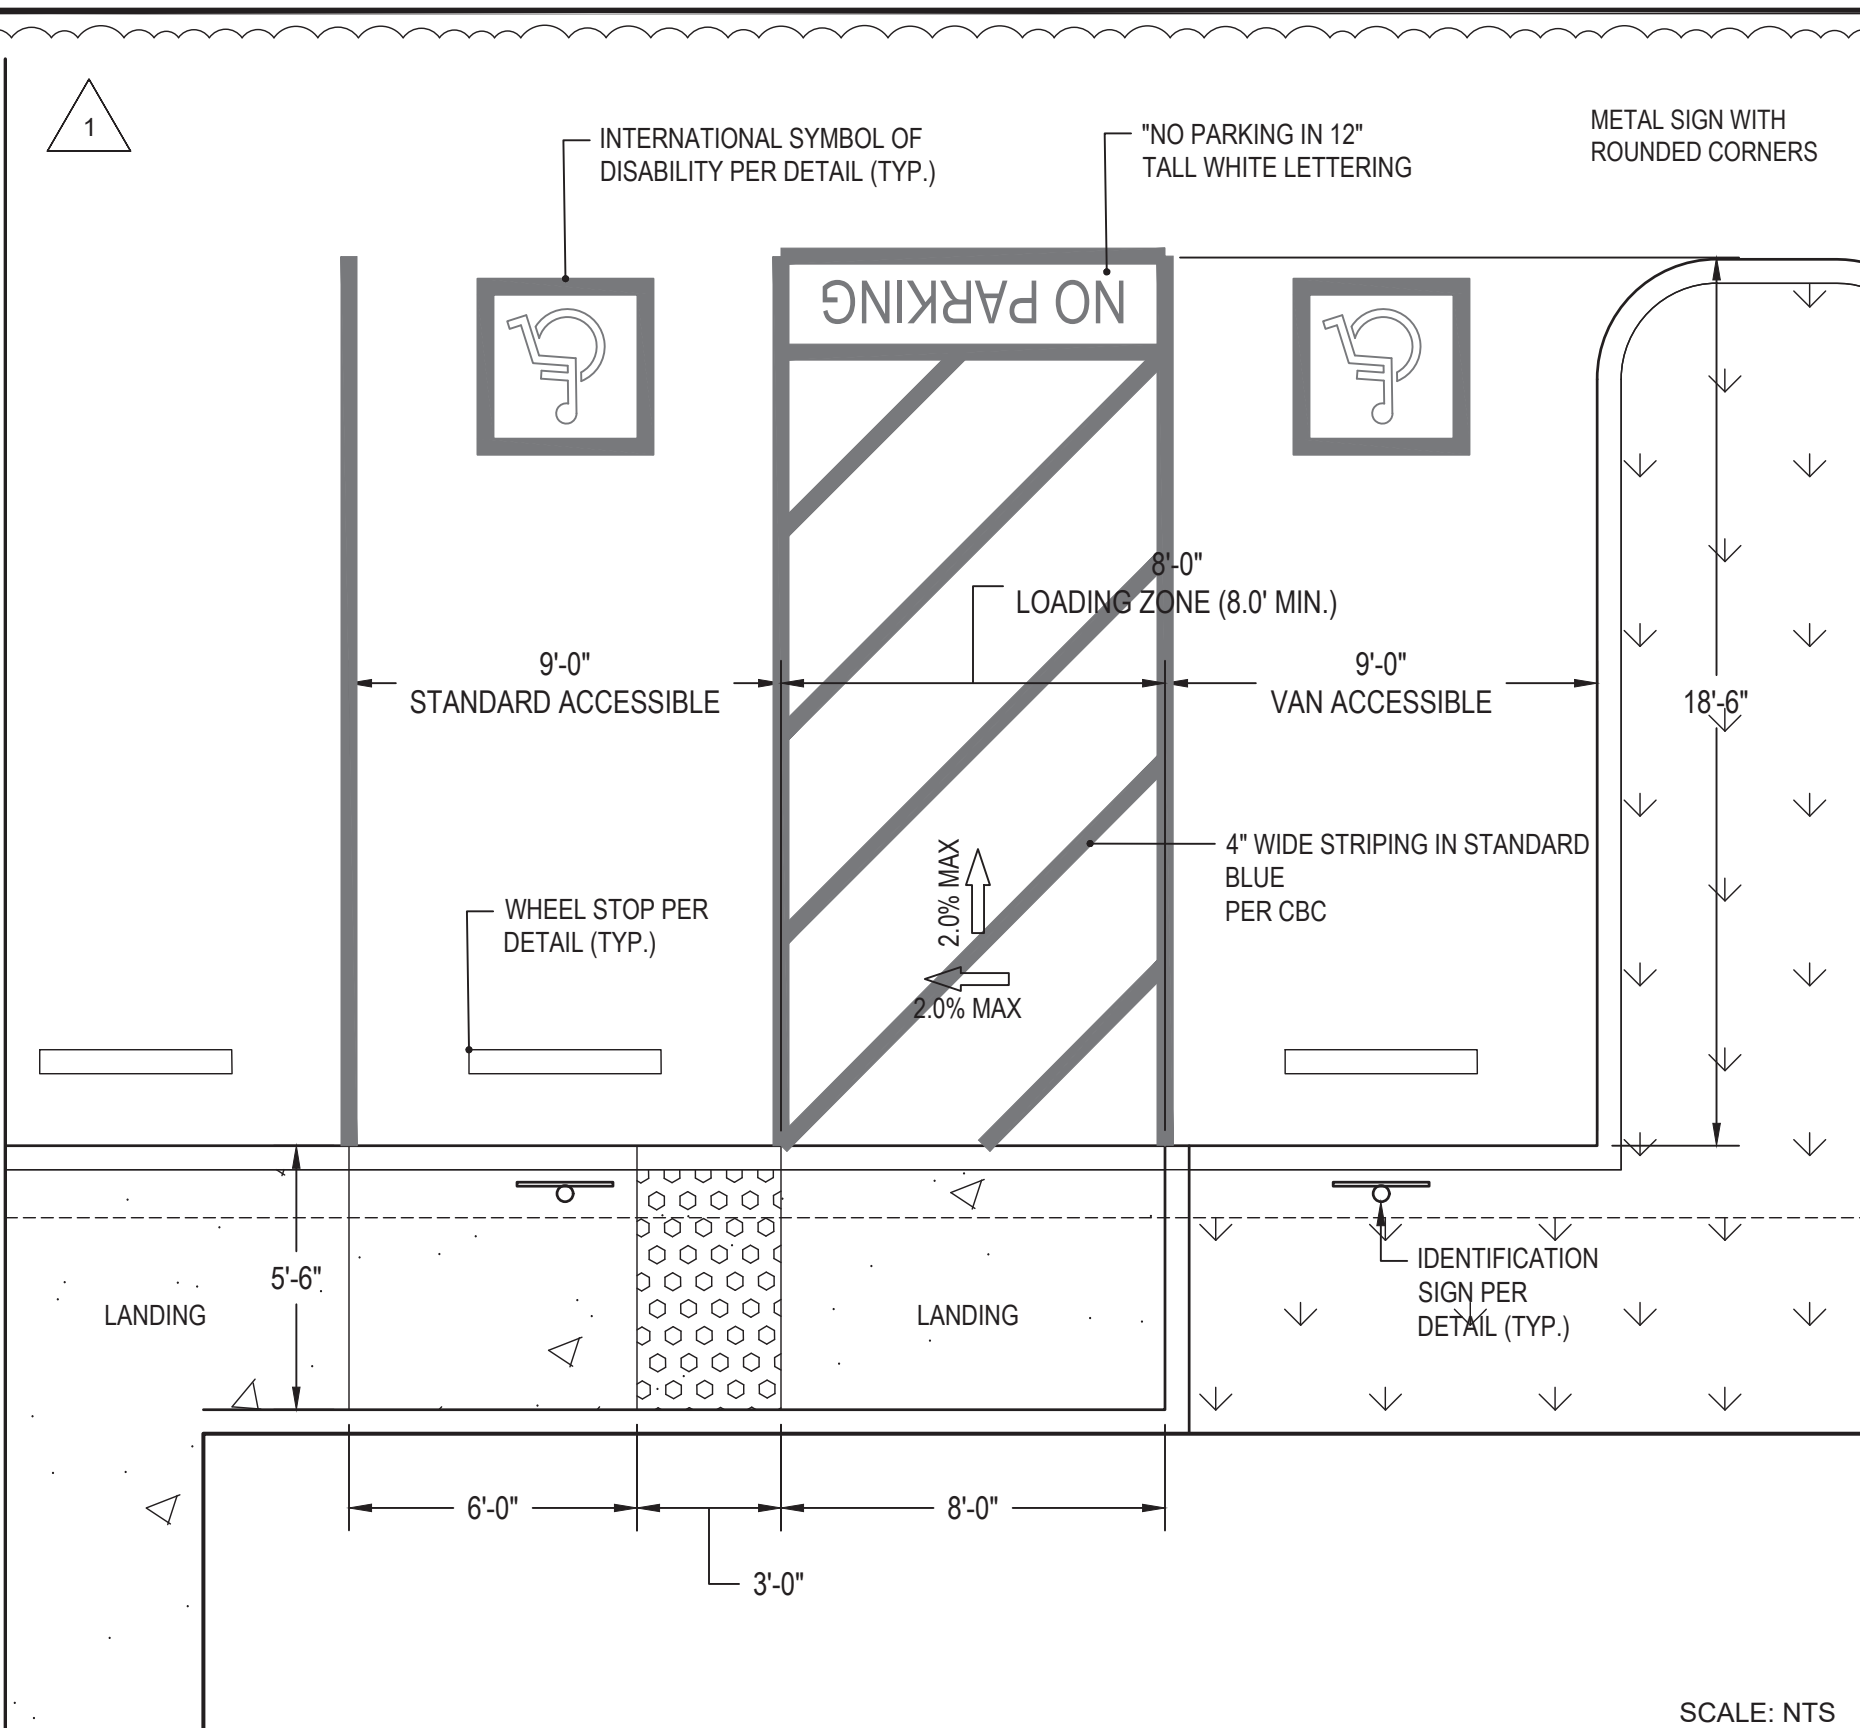 1
INTERNATIONAL SYMBOL OF
DISABILITY PER DETAIL (TYP.)
"NO PARKING IN 12"
TALL WHITE LETTERING
METAL SIGN WITH
ROUNDED CORNERS
NO PARKING
8'-0"
LOADING ZONE (8.0' MIN.)
9'-0"
STANDARD ACCESSIBLE
9'-0"
VAN ACCESSIBLE
18'-6"
4" WIDE STRIPING IN STANDARD
BLUE
PER CBC
2.0% MAX
2.0% MAX
WHEEL STOP PER
DETAIL (TYP.)
5'-6"
LANDING
LANDING
IDENTIFICATION
SIGN PER
DETAIL (TYP.)
6'-0"
8'-0"
3'-0"
SCALE: NTS